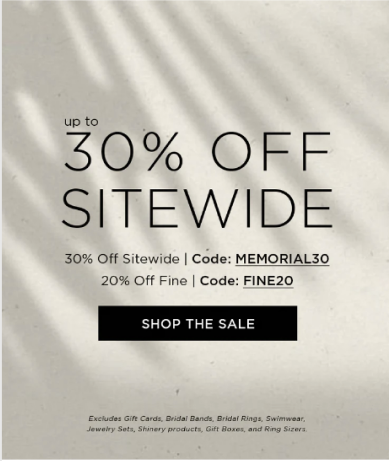 up to
30% OFF
SITEWIDE
30% Off Sitewide | Code: MEMORIAL30
20% Off Fine | Code: FINE20
SHOP THE SALE
Excludes Gift Cards, Bridal Bands, Bridal Rings, Swimwear,
Jewelry Sets, Shinery products, Gift Boxes, and Ring Sizers.